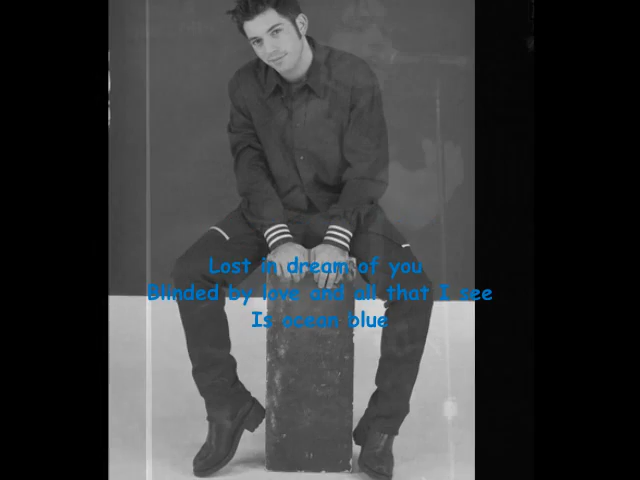 Lost in dream of you
Blinded by love and all that I see
Is ocean blue